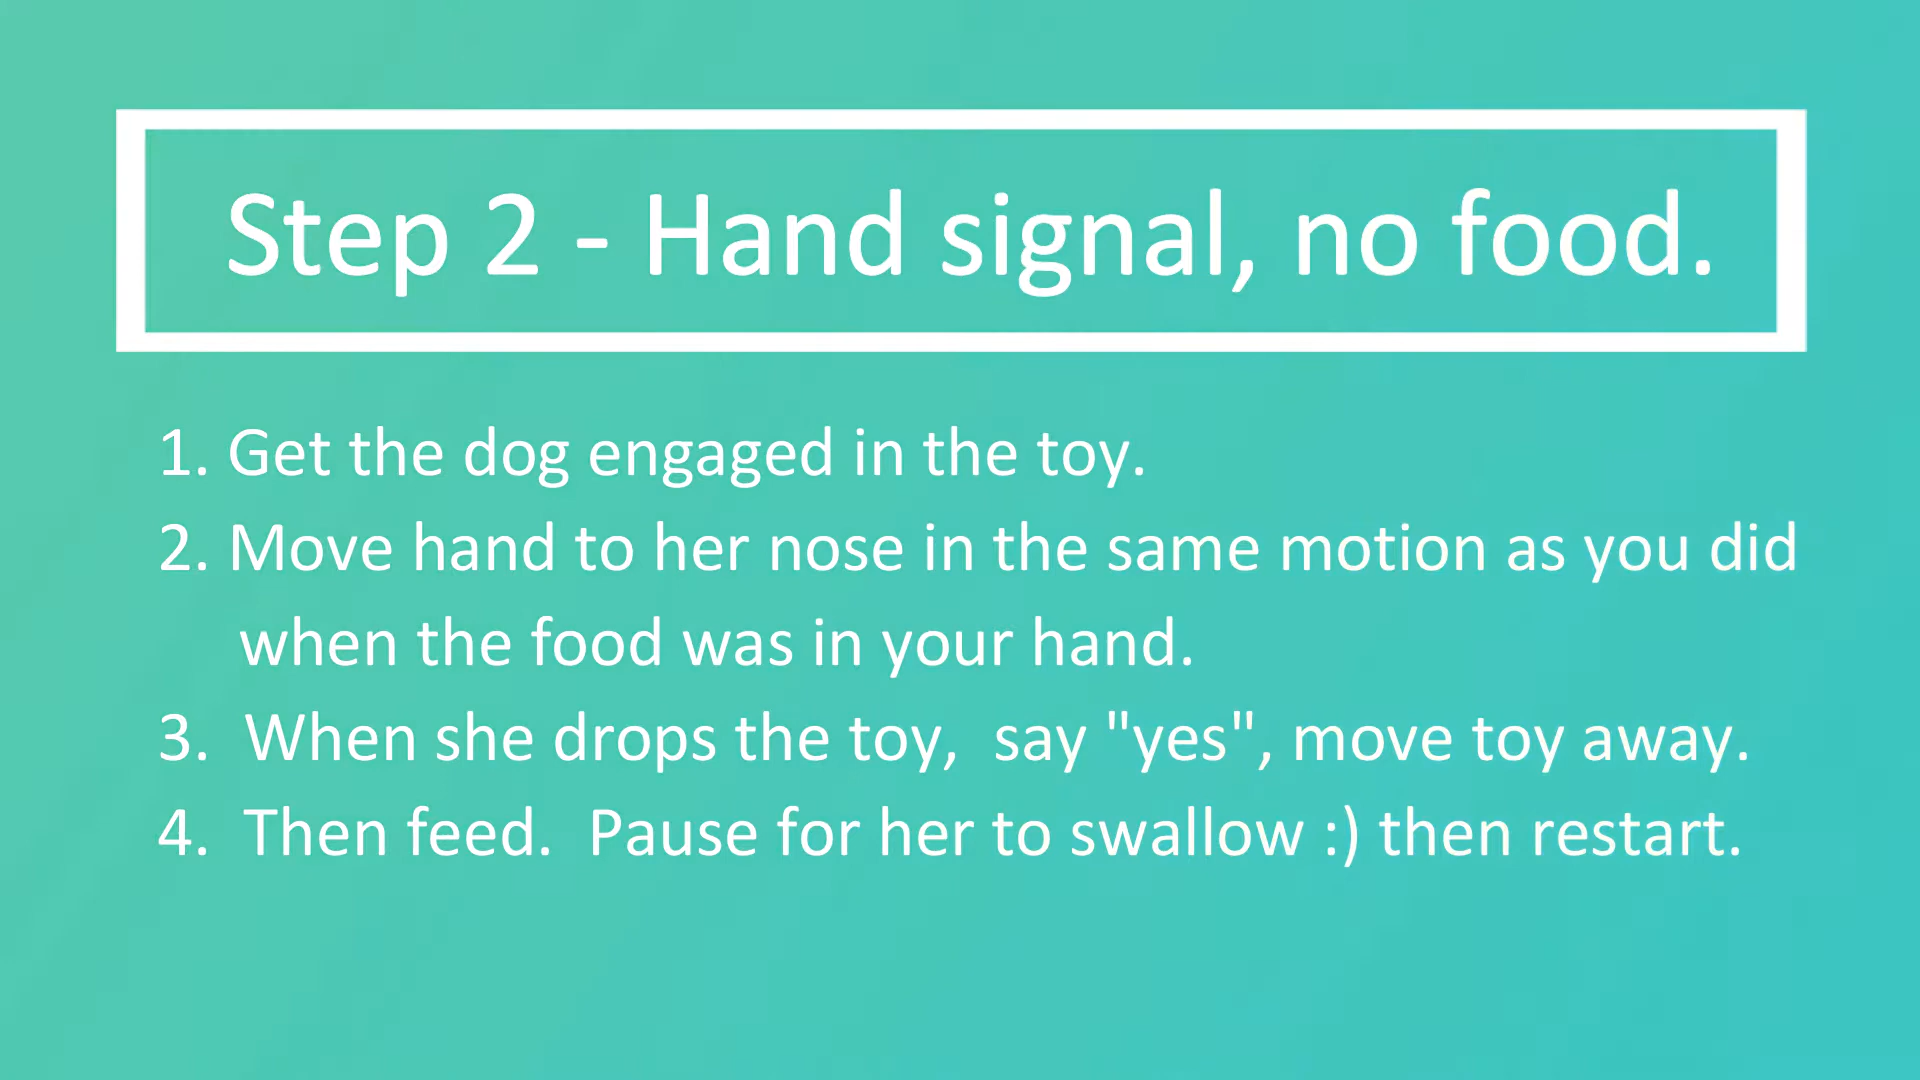 Step 2 - Hand signal, no food.
1. Get the dog engaged in the toy.
2. Move hand to her nose in the same motion as you did
when the food was in your hand.
3.  When she drops the toy,  say "yes", move toy away.
4.  Then feed.  Pause for her to swallow :) then restart.